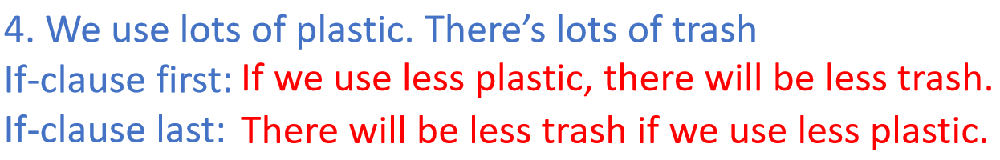 4. We use lots of plastic. There’s lots of trash
If-clause first: If we use less plastic, there will be less trash.
If-clause last: There will be less trash if we use less plastic.